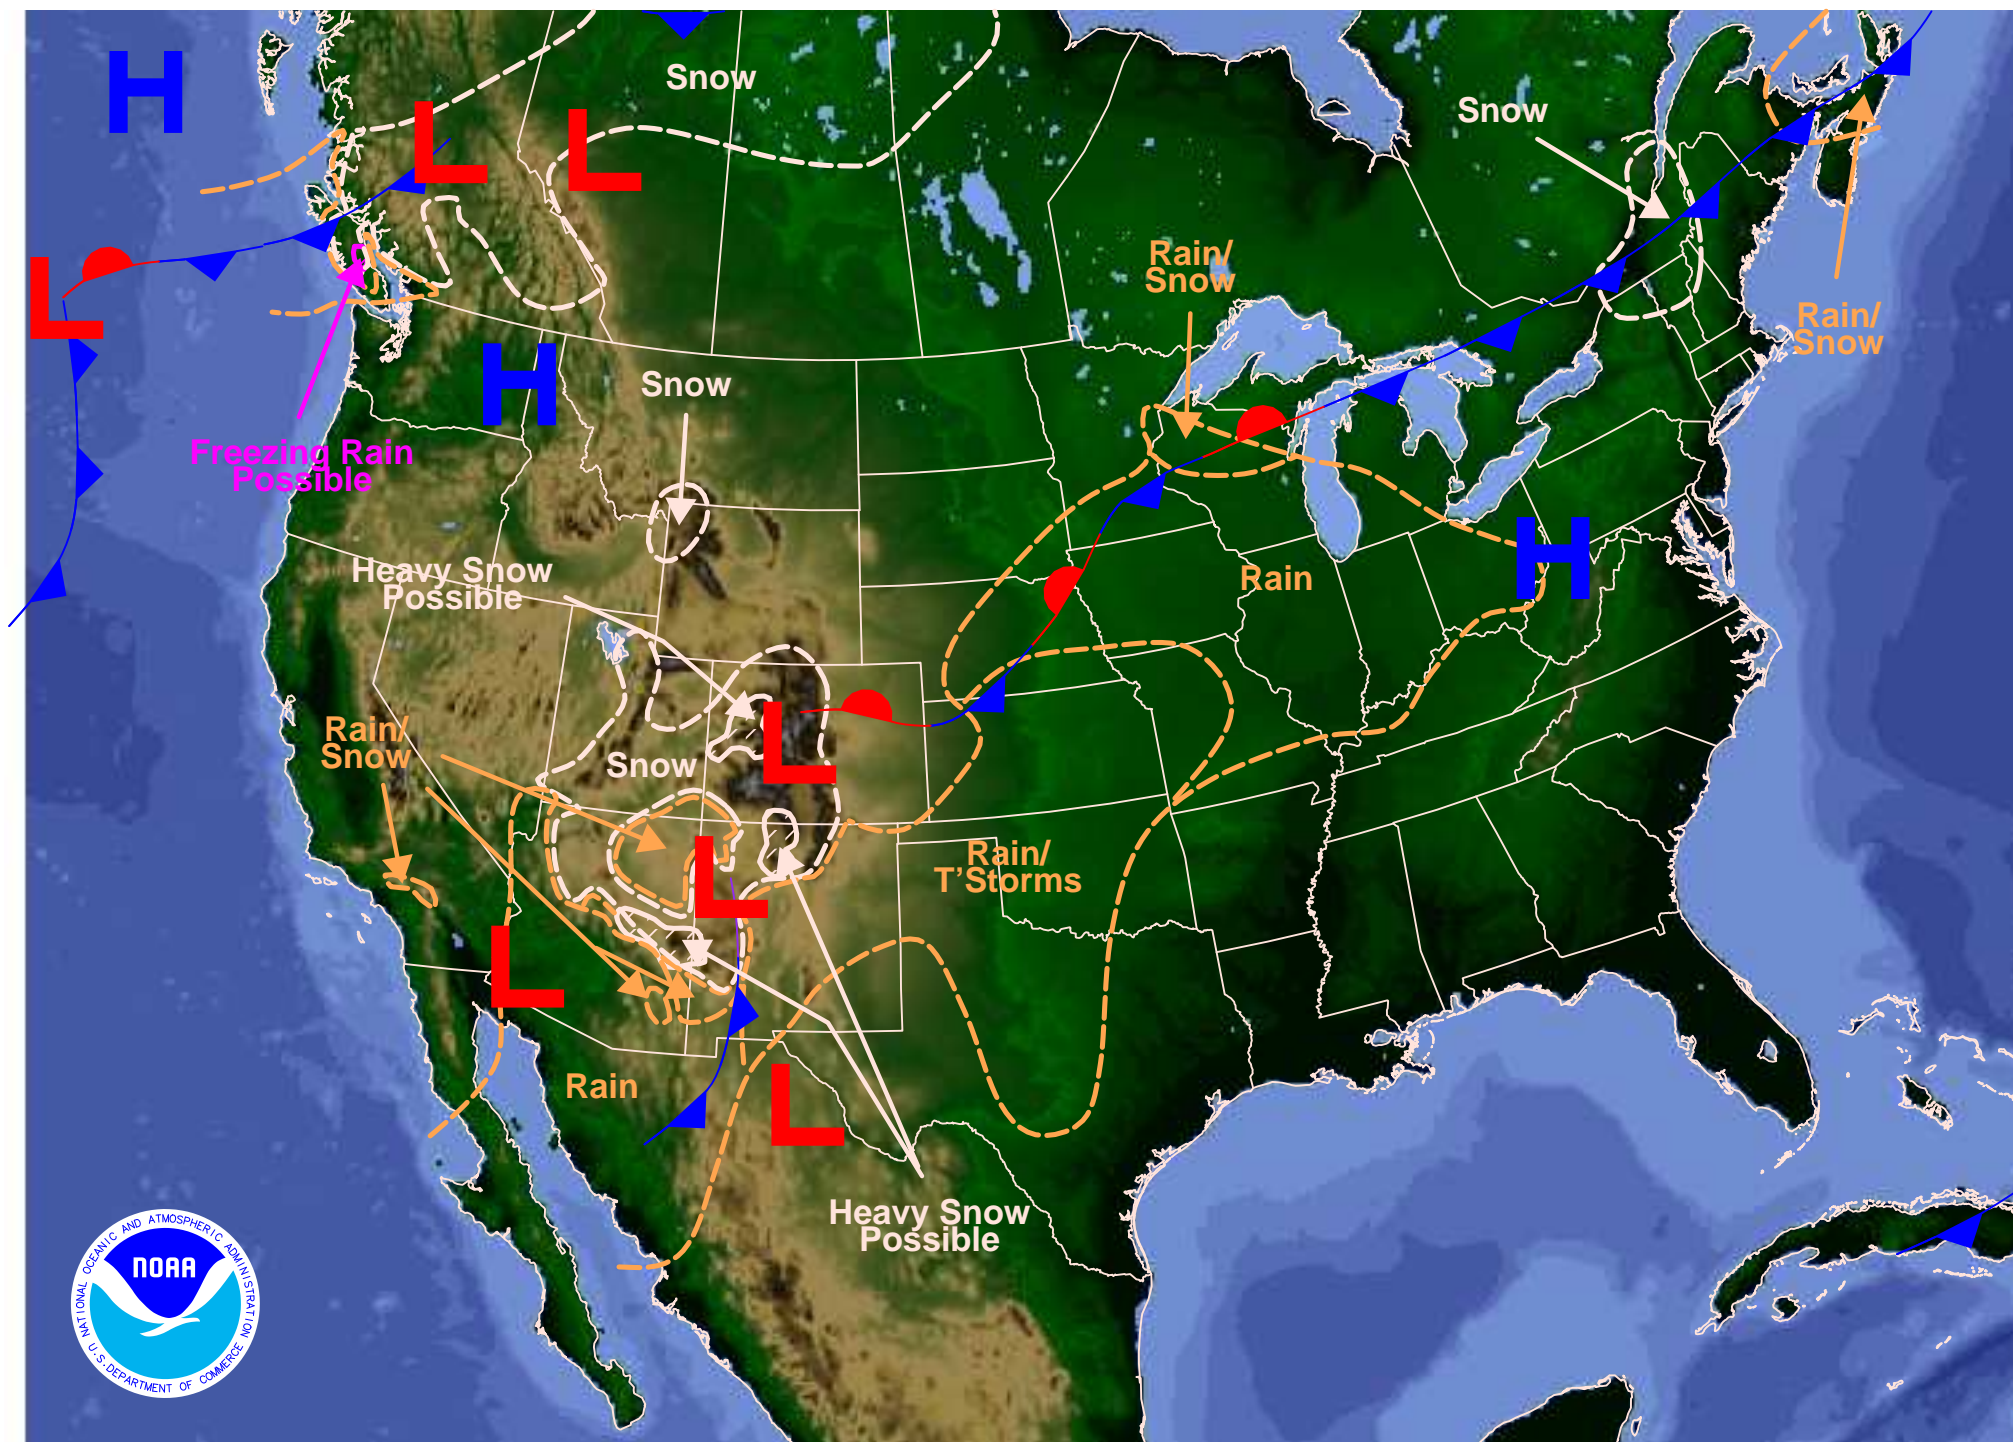 H
Snow
L
L
Snow
L
Rain/
Snow
Rain/
Snow
H
Snow
Freezing Rain
Possible
H
Heavy Snow
Possible
Rain
Rain/
Snow
Snow
L
L
Rain/
T'Storms
L
Rain
L
Heavy Snow
Possible
NATIONAL OCEANIC AND ATMOSPHERIC ADMINISTRATION
NOAA
U.S. DEPARTMENT OF COMMERCE